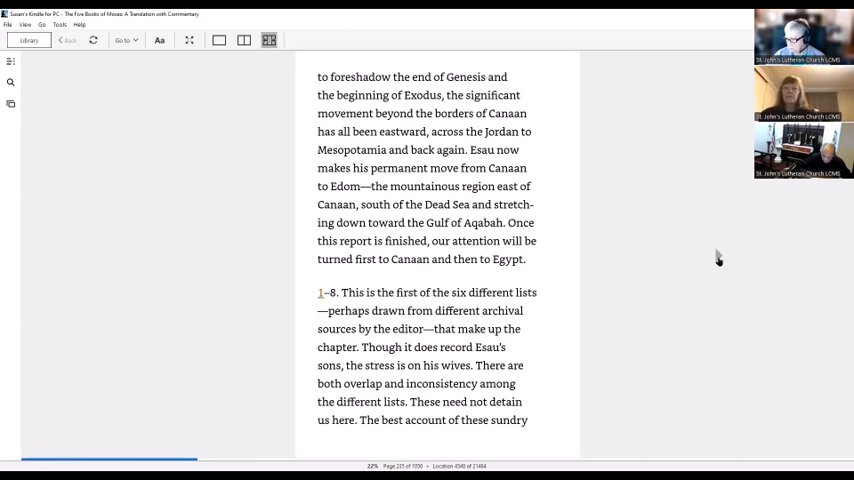 Susan's Kindle for PC - The Five Books of Moses: A Translation with Commentary
File View Go Tools Help
Library
Back
Go to
Aa
to foreshadow the end of Genesis and
the beginning of Exodus, the significant
movement beyond the borders of Canaan
has all been eastward, across the Jordan to
Mesopotamia and back again. Esau now
makes his permanent move from Canaan
to Edom—the mountainous region east of
Canaan, south of the Dead Sea and stretch-
ing down toward the Gulf of Aqabah. Once
this report is finished, our attention will be
turned first to Canaan and then to Egypt.
1–8. This is the first of the six different lists
—perhaps drawn from different archival
sources by the editor—that make up the
chapter. Though it does record Esau's
sons, the stress is on his wives. There are
both overlap and inconsistency among
the different lists. These need not detain
us here. The best account of these sundry
22% Page 235 of 1050 • Location 4540 of 21464
St. John's Lutheran Church LCMS
St. John's Lutheran Church LCMS
St. John's Lutheran Church LCMS